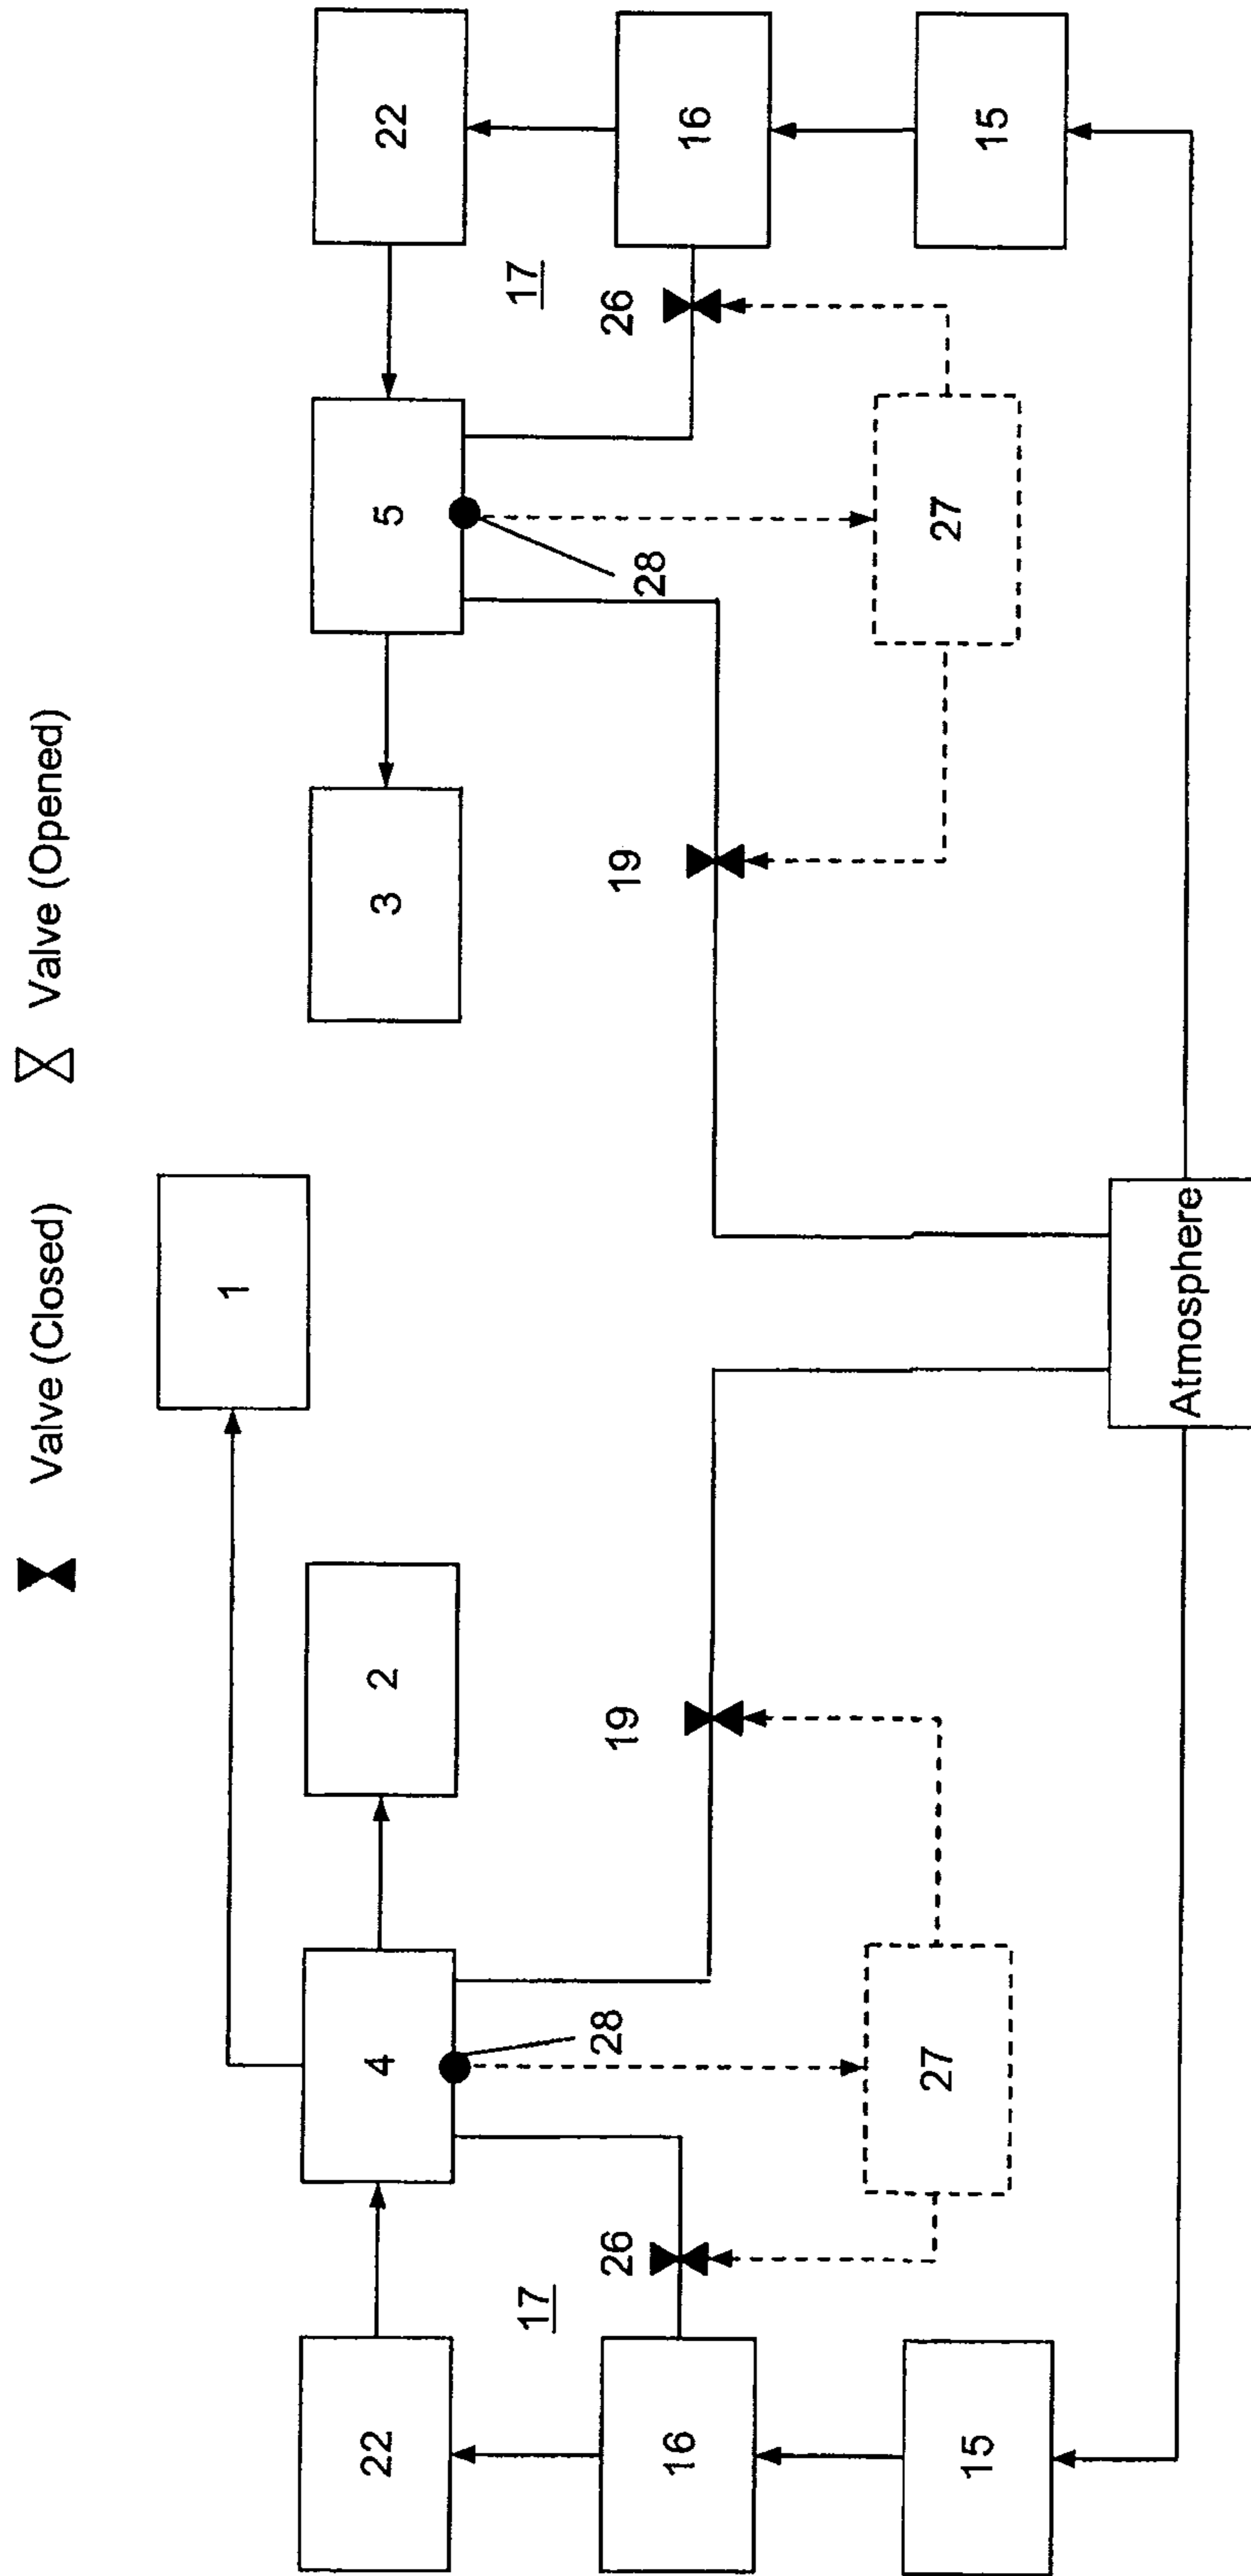 Valve (Closed) Valve (Opened)
1
22 4 2 3 5 22
17 17
26 28 19 19 28 26
16 16
27 27
15 15
Atmosphere